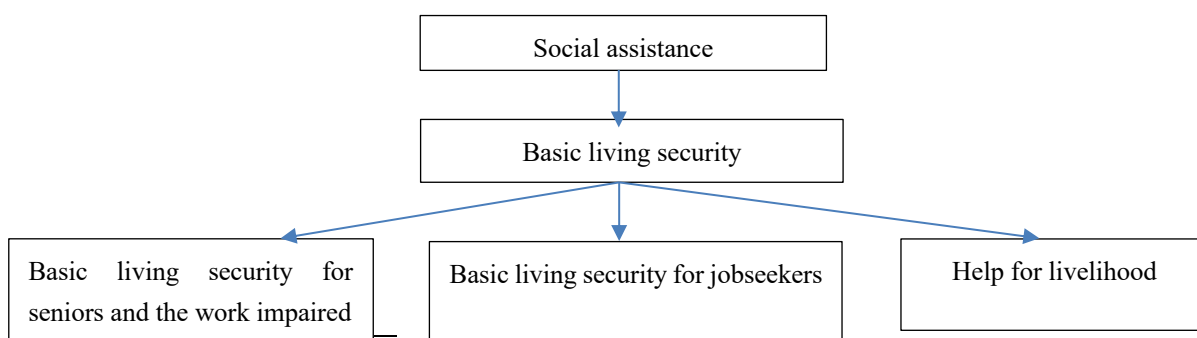 Social assistance
Basic living security
Basic living security for
seniors and the work impaired
Basic living security for jobseekers
Help for livelihood